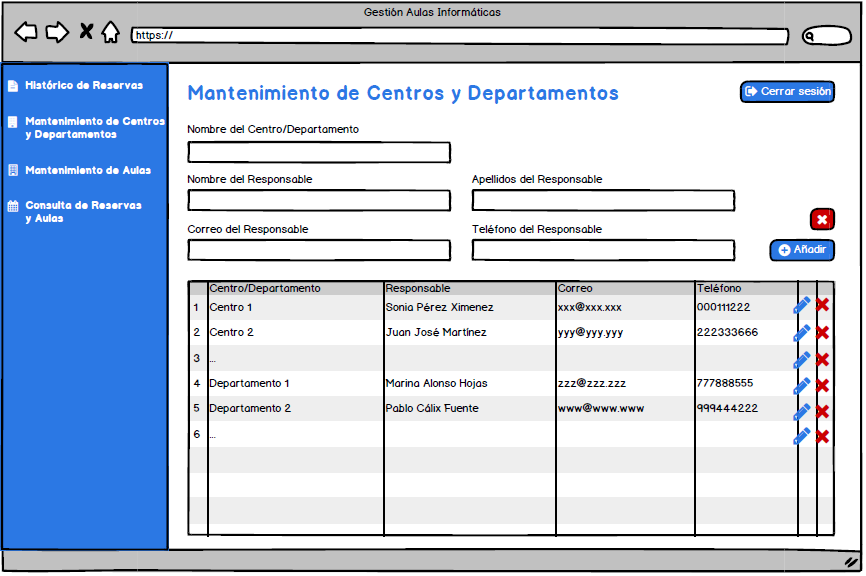 Gestión Aulas Informáticas
https://
Histórico de Reservas
Mantenimiento de Centros
y Departamentos
Mantenimiento de Aulas
Consulta de Reservas
y Aulas
Mantenimiento de Centros y Departamentos
Cerrar sesión
Nombre del Centro/Departamento
Nombre del Responsable
Apellidos del Responsable
Correo del Responsable
Teléfono del Responsable
Añadir
Centro/Departamento Responsable Correo Teléfono
1 Centro 1 Sonia Pérez Ximenez xxx@xxx.xxx 000111222
2 Centro 2 Juan José Martínez yyy@yyy.yyy 222333666
3 ...
4 Departamento 1 Marina Alonso Hojas zzz@zzz.zzz 777888555
5 Departamento 2 Pablo Cálix Fuente www@www.www 999444222
6 ...